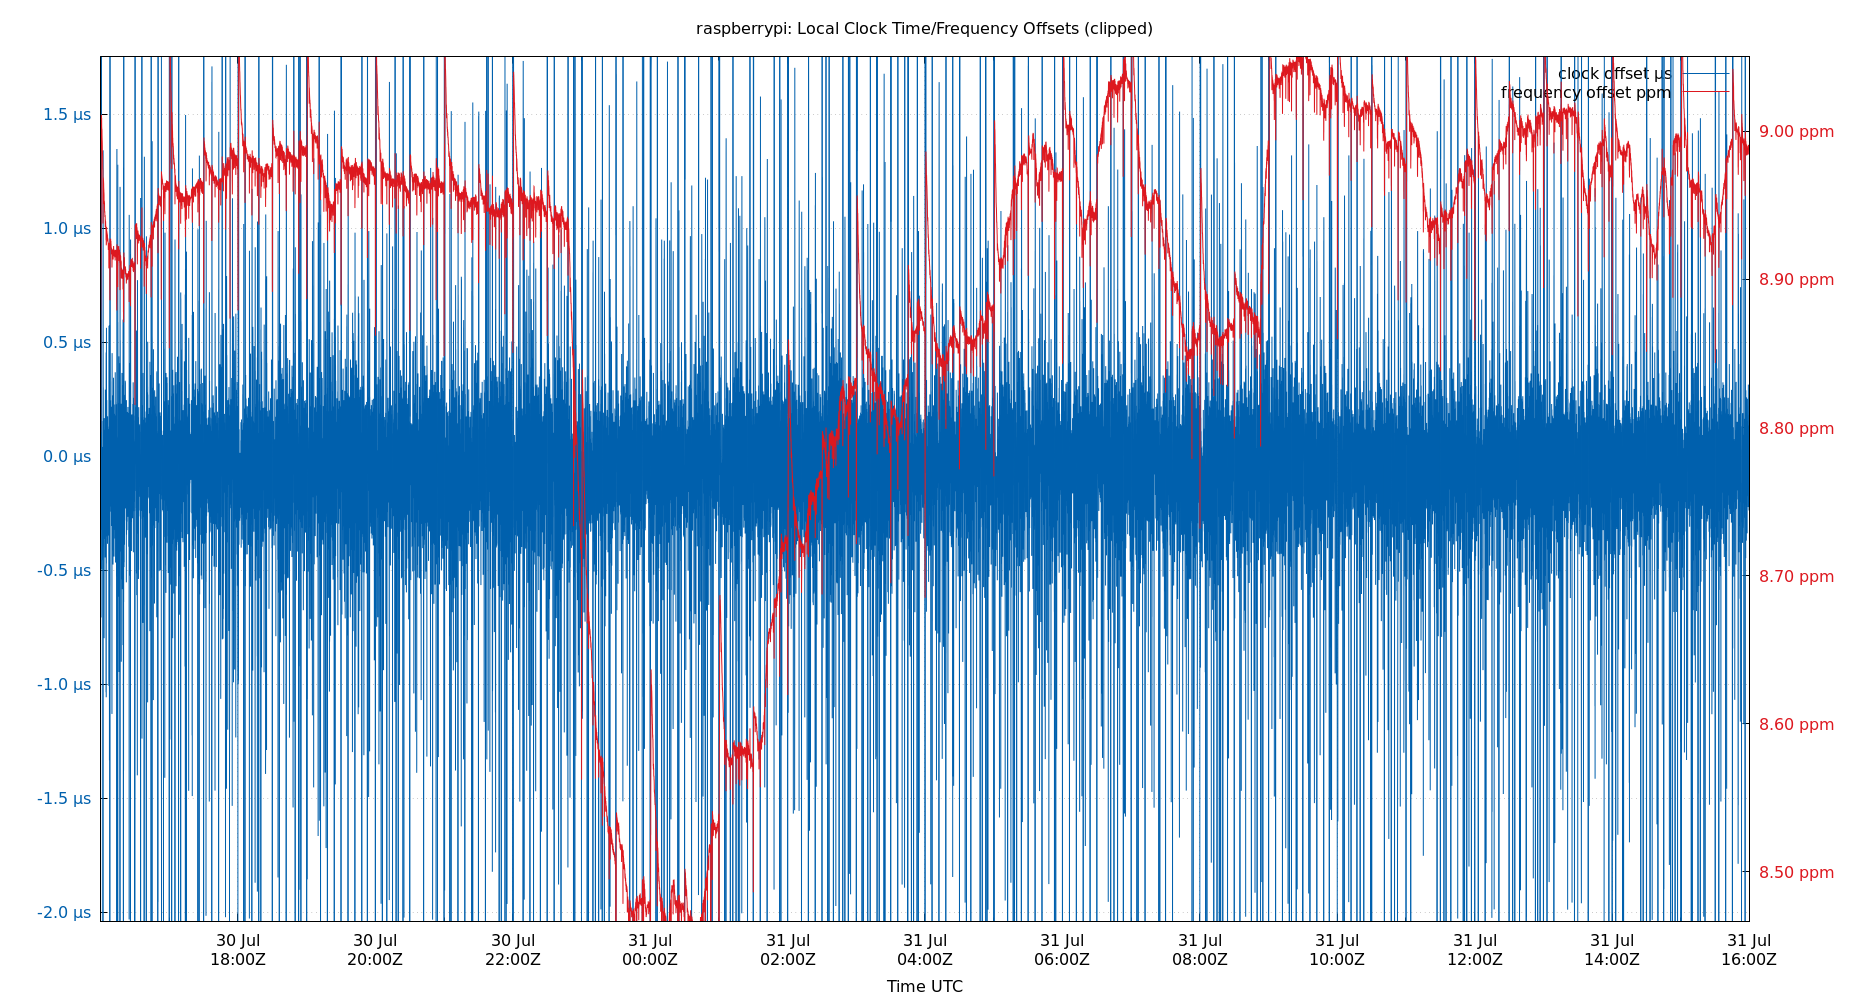 raspberrypi: Local Clock Time/Frequency Offsets (clipped)
clock offset µs
frequency offset ppm
1.5 µs
1.0 µs
0.5 µs
0.0 µs
-0.5 µs
-1.0 µs
-1.5 µs
-2.0 µs
9.00 ppm
8.90 ppm
8.80 ppm
8.70 ppm
8.60 ppm
8.50 ppm
30 Jul 30 Jul 30 Jul 31 Jul 31 Jul 31 Jul 31 Jul 31 Jul 31 Jul 31 Jul 31 Jul 31 Jul
18:00Z 20:00Z 22:00Z 00:00Z 02:00Z 04:00Z 06:00Z 08:00Z 10:00Z 12:00Z 14:00Z 16:00Z
Time UTC